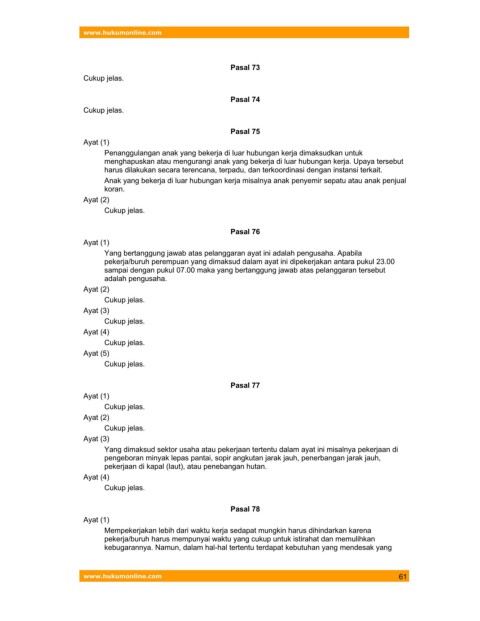 www.hukumonline.com
Pasal 73
Cukup jelas.
Pasal 74
Cukup jelas.
Pasal 75
Ayat (1)
Penanggulangan anak yang bekerja di luar hubungan kerja dimaksudkan untuk
menghapuskan atau mengurangi anak yang bekerja di luar hubungan kerja. Upaya tersebut
harus dilakukan secara terencana, terpadu, dan terkoordinasi dengan instansi terkait.
Anak yang bekerja di luar hubungan kerja misalnya anak penyemir sepatu atau anak penjual
koran.
Ayat (2)
Cukup jelas.
Pasal 76
Ayat (1)
Yang bertanggung jawab atas pelanggaran ayat ini adalah pengusaha. Apabila
pekerja/buruh perempuan yang dimaksud dalam ayat ini dipekerjakan antara pukul 23.00
sampai dengan pukul 07.00 maka yang bertanggung jawab atas pelanggaran tersebut
adalah pengusaha.
Ayat (2)
Cukup jelas.
Ayat (3)
Cukup jelas.
Ayat (4)
Cukup jelas.
Ayat (5)
Cukup jelas.
Pasal 77
Ayat (1)
Cukup jelas.
Ayat (2)
Cukup jelas.
Ayat (3)
Yang dimaksud sektor usaha atau pekerjaan tertentu dalam ayat ini misalnya pekerjaan di
pengeboran minyak lepas pantai, sopir angkutan jarak jauh, penerbangan jarak jauh,
pekerjaan di kapal (laut), atau penebangan hutan.
Ayat (4)
Cukup jelas.
Pasal 78
Ayat (1)
Mempekerjakan lebih dari waktu kerja sedapat mungkin harus dihindarkan karena
pekerja/buruh harus mempunyai waktu yang cukup untuk istirahat dan memulihkan
kebugarannya. Namun, dalam hal-hal tertentu terdapat kebutuhan yang mendesak yang
www.hukumonline.com
61